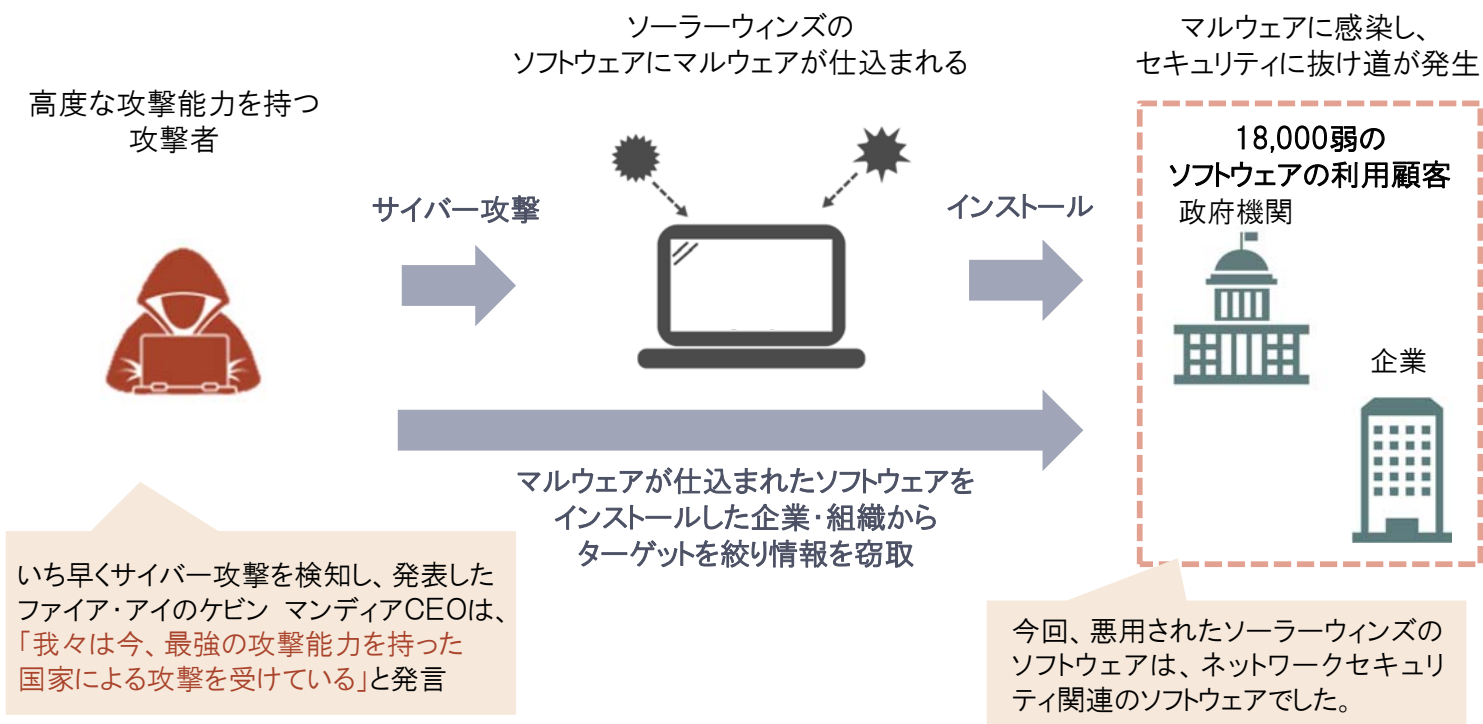 高度な攻撃能力を持つ
攻撃者
ソーラーウィンズの
ソフトウェアにマルウェアが仕込まれる
マルウェアに感染し、
セキュリティに抜け道が発生
サイバー攻撃
インストール
18,000弱の
ソフトウェアの利用顧客
政府機関
企業
マルウェアが仕込まれたソフトウェアを
インストールした企業・組織から
ターゲットを絞り情報を窃取
いち早くサイバー攻撃を検知し、発表した
ファイア・アイのケビン マンディアCEOは、
「我々は今、最強の攻撃能力を持った
国家による攻撃を受けている」と発言
今回、悪用されたソーラーウィンズの
ソフトウェアは、ネットワークセキュリ
ティ関連のソフトウェアでした。